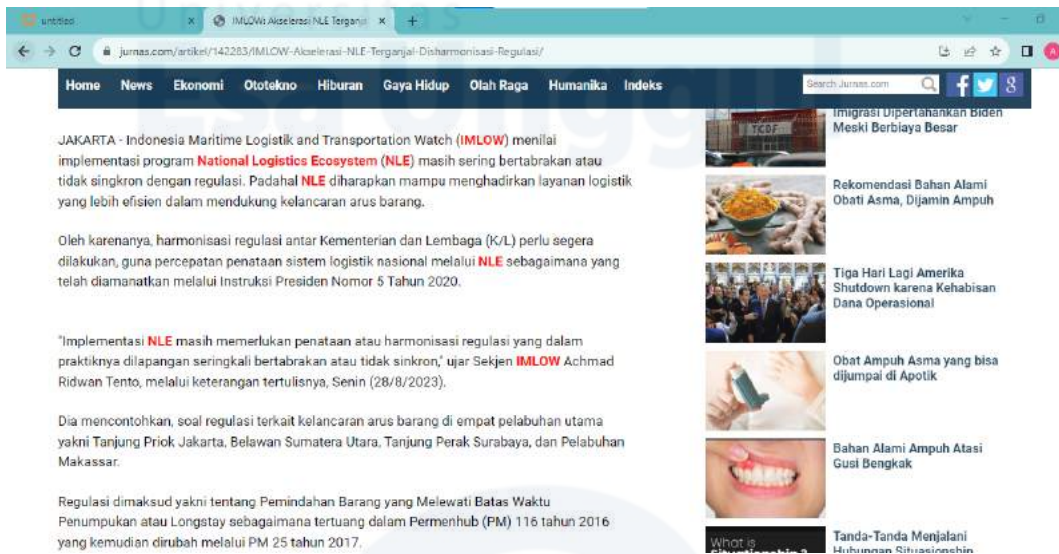 Universitas
Esa Unggul
untitled
IMLOW: Akselerasi NLE Terganjal
jurnas.com/artikel/142283/IMLOW-Akselerasi-NLE-Terganjal-Disharmonisasi-Regulasi/
Home News Ekonomi Ototekno Hiburan Gaya Hidup Olah Raga Humanika Indeks
Search Jurnas.com
JAKARTA - Indonesia Maritime Logistik and Transportation Watch (IMLOW) menilai
implementasi program National Logistics Ecosystem (NLE) masih sering bertabrakan atau
tidak singkron dengan regulasi. Padahal NLE diharapkan mampu menghadirkan layanan logistik
yang lebih efisien dalam mendukung kelancaran arus barang.
Oleh karenanya, harmonisasi regulasi antar Kementerian dan Lembaga (K/L) perlu segera
dilakukan, guna percepatan penataan sistem logistik nasional melalui NLE sebagaimana yang
telah diamanatkan melalui Instruksi Presiden Nomor 5 Tahun 2020.
"Implementasi NLE masih memerlukan penataan atau harmonisasi regulasi yang dalam
praktiknya dilapangan seringkali bertabrakan atau tidak sinkron,' ujar Sekjen IMLOW Achmad
Ridwan Tento, melalui keterangan tertulisnya, Senin (28/8/2023).
Dia mencontohkan, soal regulasi terkait kelancaran arus barang di empat pelabuhan utama
yakni Tanjung Priok Jakarta, Belawan Sumatera Utara, Tanjung Perak Surabaya, dan Pelabuhan
Makassar.
Regulasi dimaksud yakni tentang Pemindahan Barang yang Melewati Batas Waktu
Penumpukan atau Longstay sebagaimana tertuang dalam Permenhub (PM) 116 tahun 2016
yang kemudian dirubah melalui PM 25 tahun 2017.
Imigrasi Dipertahankan Biden
Meski Berbiaya Besar
Rekomendasi Bahan Alami
Obati Asma, Dijamin Ampuh
Tiga Hari Lagi Amerika
Shutdown karena Kehabisan
Dana Operasional
Obat Ampuh Asma yang bisa
dijumpai di Apotik
Bahan Alami Ampuh Atasi
Gusi Bengkak
What is
Situationship?
Tanda-Tanda Menjalani
Hubungan Situasionship